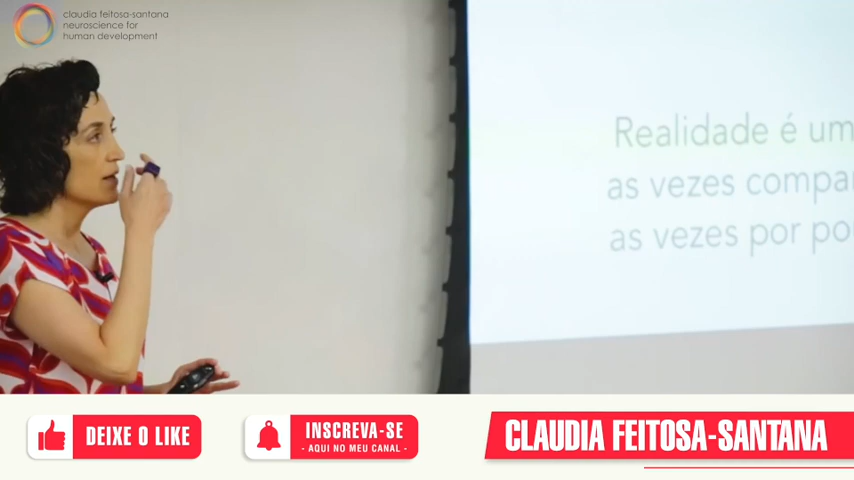 claudia feitosa-santana
neuroscience for
human development
Realidade é um
as vezes compar
as vezes por po
DEIXE O LIKE
INSCREVA-SE
- AQUI NO MEU CANAL -
CLAUDIA FEITOSA-SANTANA